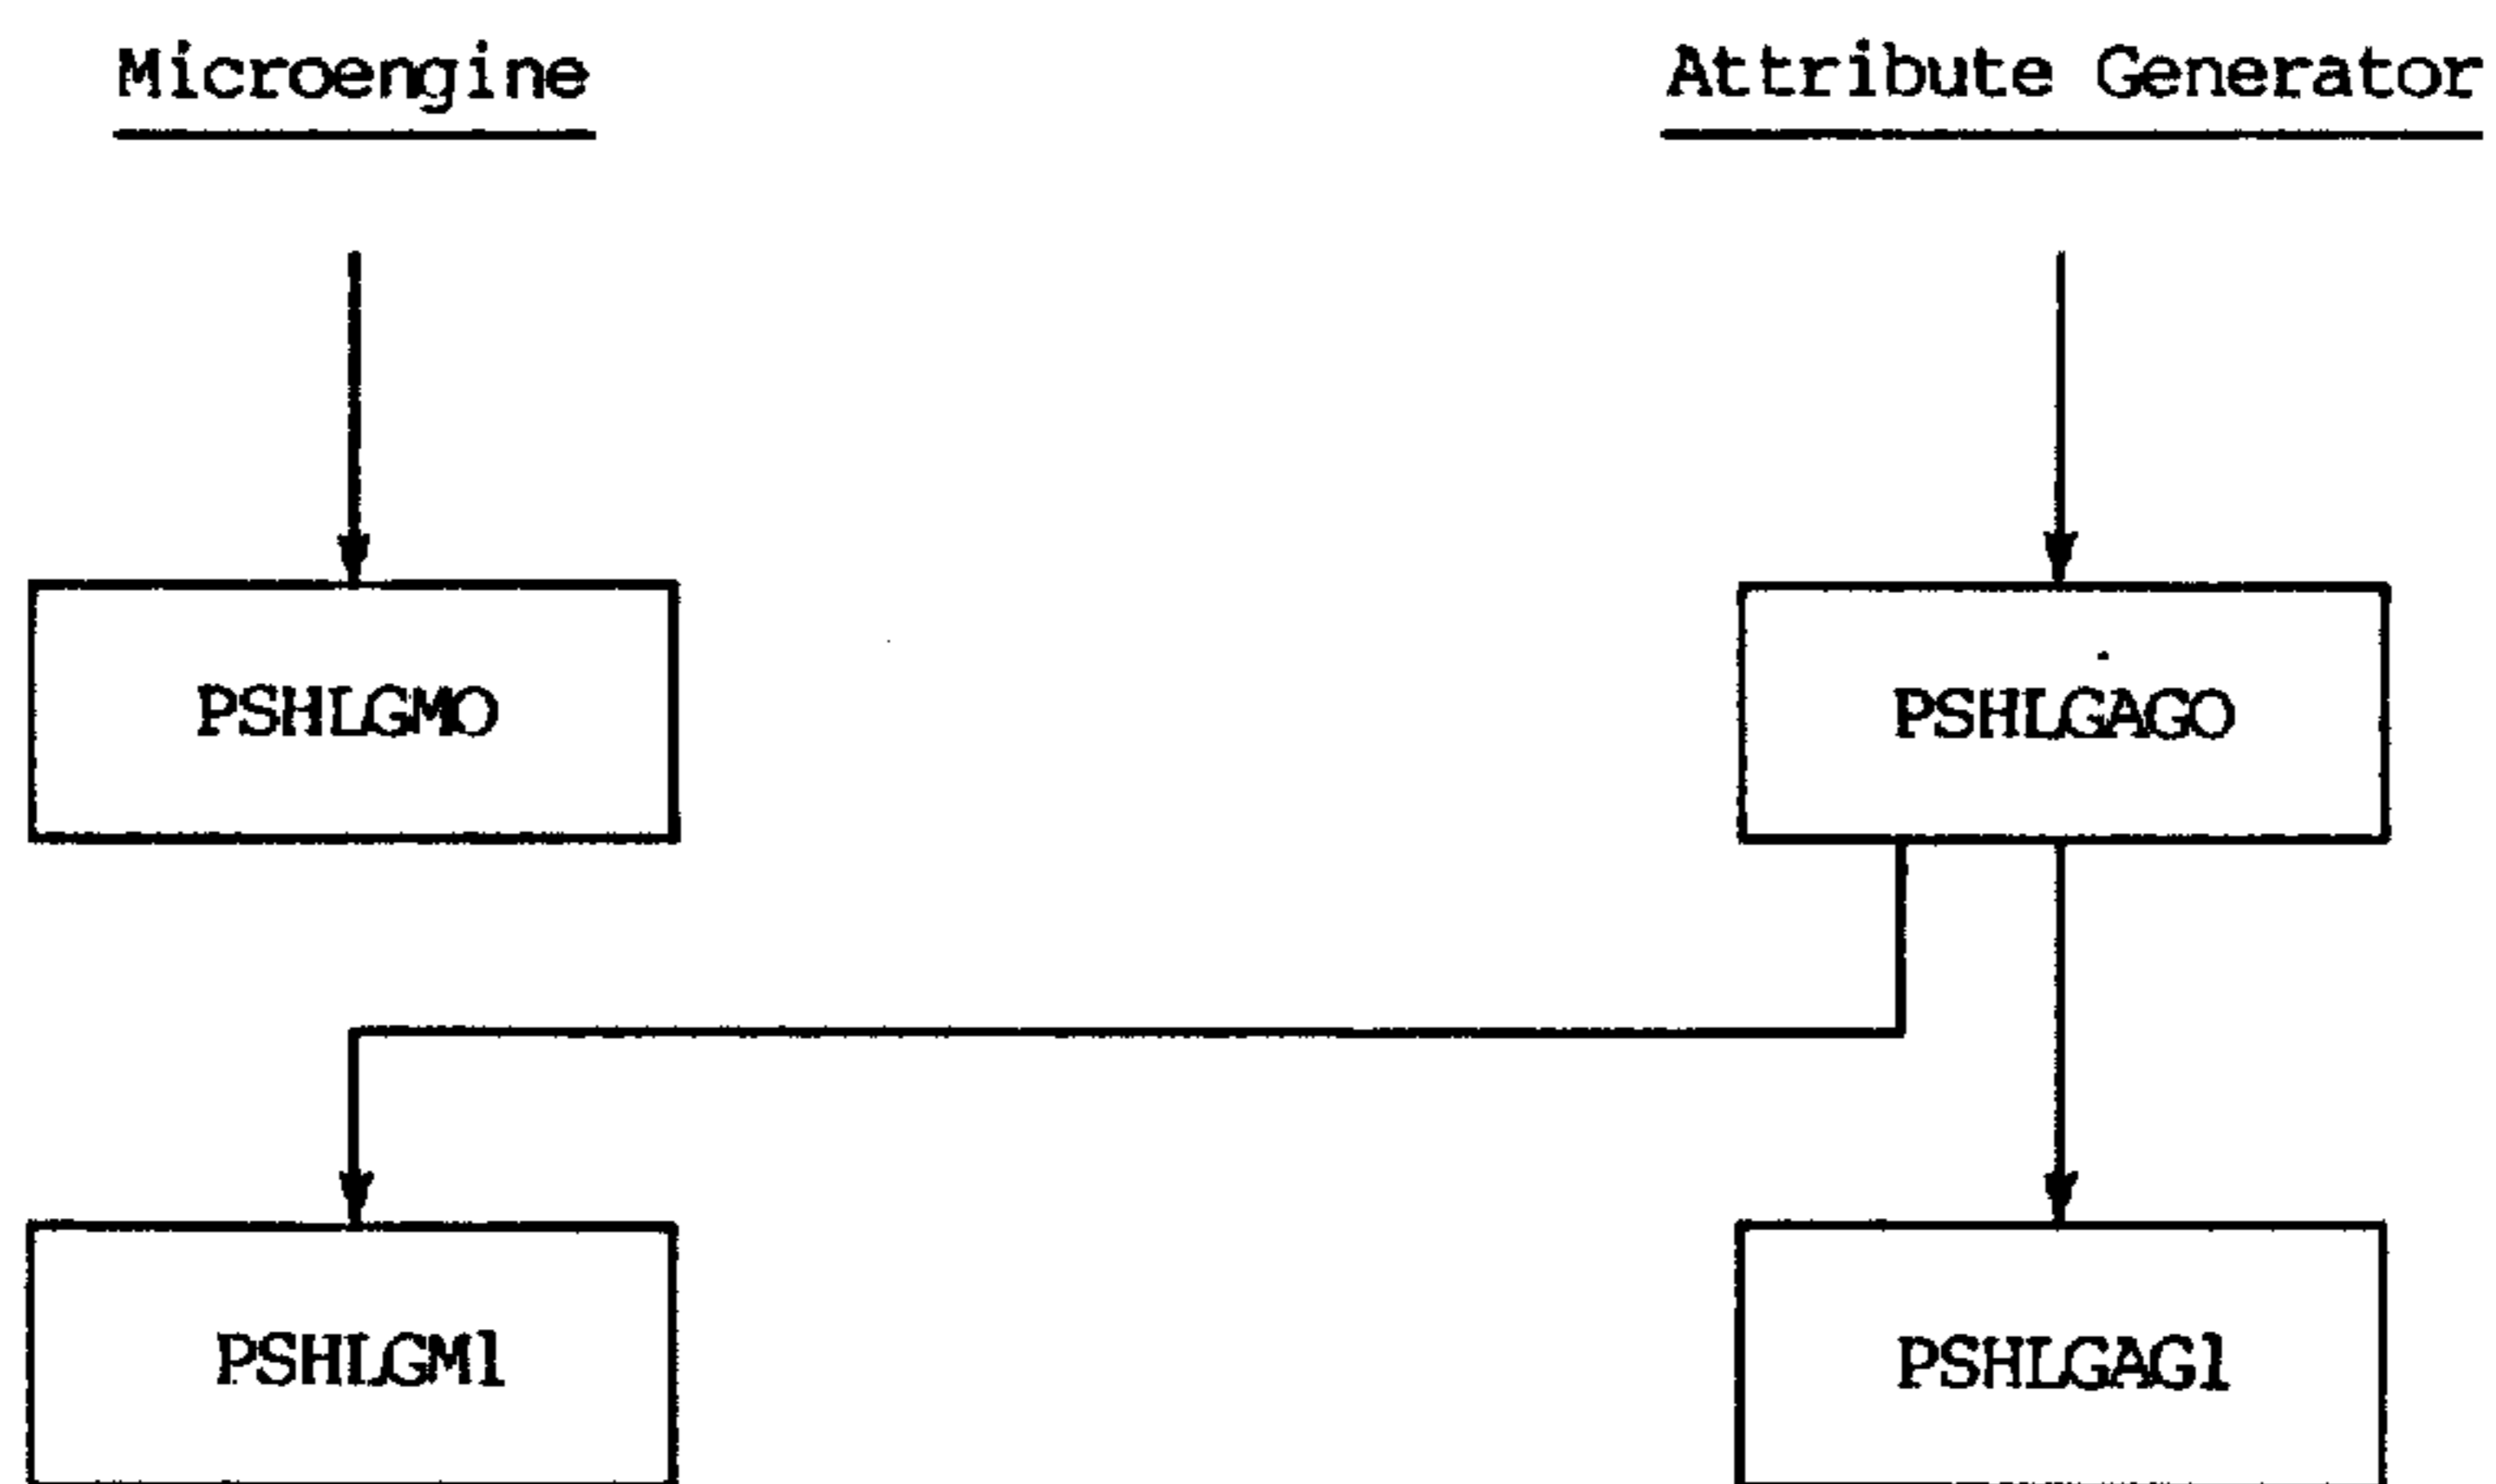 Microengine
Attribute Generator
PSHLGMO
PSHLGAGO
PSHLGM1
PSHLGAG1